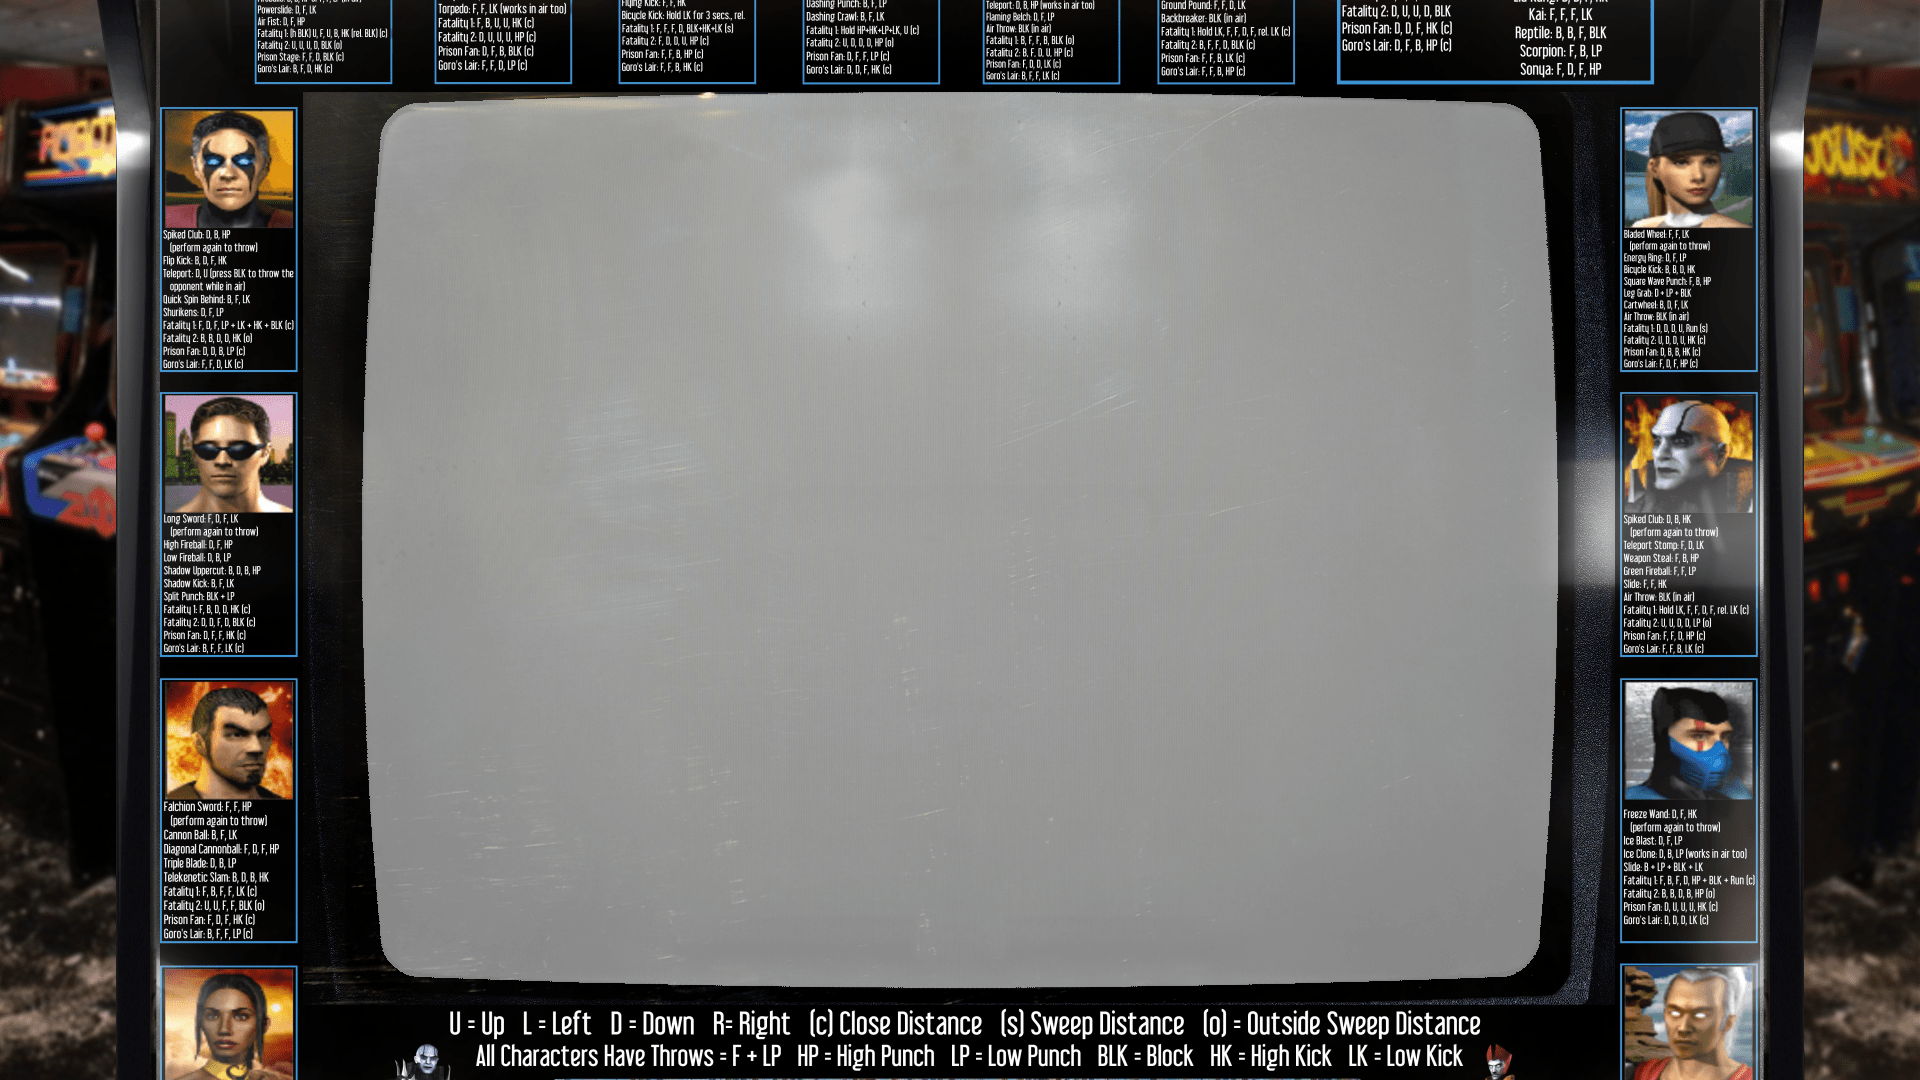 Powerslide: D, F, LK
Air Fist: D, F, HP
Fatality 1: (h BLK) U, F, U, B, HK (rel. BLK) (c)
Fatality 2: U, U, U, D, BLK (o)
Prison Stage: F, F, D, BLK (c)
Goro's Lair: B, F, D, HK (c)
Torpedo: F, F, LK (works in air too)
Fatality 1: F, B, U, U, HK (c)
Fatality 2: D, U, U, U, HP (c)
Prison Fan: D, F, B, BLK (c)
Goro's Lair: F, F, D, LP (c)
Flying Kick: F, F, HK
Bicycle Kick: Hold LK for 3 secs., rel.
Fatality 1: F, F, F, D, BLK+HK+LK (s)
Fatality 2: F, D, D, U, HP (c)
Prison Fan: F, F, B, HP (c)
Goro's Lair: F, F, B, HK (c)
Dashing Punch: B, F, LP
Dashing Crawl: B, F, LK
Fatality 1: Hold HP+HK+LP+LK, U (c)
Fatality 2: U, D, D, D, HP (o)
Prison Fan: D, F, F, LP (c)
Goro's Lair: D, D, F, HK (c)
Teleport: D, B, HP (works in air too)
Flaming Belch: D, F, LP
Air Throw: BLK (in air)
Fatality 1: B, F, F, B, BLK (o)
Fatality 2: B, F, D, U, HP (c)
Prison Fan: F, D, D, LK (c)
Goro's Lair: B, F, F, LK (c)
Ground Pound: F, F, D, LK
Backbreaker: BLK (in air)
Fatality 1: Hold LK, F, F, D, F, rel. LK (c)
Fatality 2: B, F, F, D, BLK (c)
Prison Fan: F, F, B, LK (c)
Goro's Lair: F, F, B, HP (c)
Fatality 2: D, U, U, D, BLK
Prison Fan: D, D, F, HK (c)
Goro's Lair: D, F, B, HP (c)
Kai: F, F, F, LK
Reptile: B, B, F, BLK
Scorpion: F, B, LP
Sonya: F, D, F, HP
Spiked Club: D, B, HP
(perform again to throw)
Flip Kick: B, D, F, HK
Teleport: D, U (press BLK to throw the
opponent while in air)
Quick Spin Behind: B, F, LK
Shurikens: D, F, LP
Fatality 1: F, D, F, LP + LK + HK + BLK (c)
Fatality 2: B, B, D, D, HK (o)
Prison Fan: D, D, B, LP (c)
Goro's Lair: F, F, D, LK (c)
Long Sword: F, D, F, LK
(perform again to throw)
High Fireball: D, F, HP
Low Fireball: D, B, LP
Shadow Uppercut: B, D, B, HP
Shadow Kick: B, F, LK
Split Punch: BLK + LP
Fatality 1: F, B, D, D, HK (c)
Fatality 2: D, D, F, D, BLK (c)
Prison Fan: D, F, F, HK (c)
Goro's Lair: B, F, F, LK (c)
Falchion Sword: F, F, HP
(perform again to throw)
Cannon Ball: B, F, LK
Diagonal Cannonball: F, D, F, HP
Triple Blade: D, B, LP
Telekenetic Slam: B, D, B, HK
Fatality 1: F, B, F, F, LK (c)
Fatality 2: U, U, F, F, BLK (o)
Prison Fan: F, D, F, HK (c)
Goro's Lair: B, F, F, LP (c)
Bladed Wheel: F, F, LK
(perform again to throw)
Energy Ring: D, F, LP
Bicycle Kick: B, B, D, HK
Square Wave Punch: F, B, HP
Leg Grab: D + LP + BLK
Cartwheel: B, D, F, LK
Air Throw: BLK (in air)
Fatality 1: D, D, D, U, Run (s)
Fatality 2: U, D, D, U, HK (c)
Prison Fan: D, B, B, HK (c)
Goro's Lair: F, D, F, HP (c)
Spiked Club: D, B, HK
(perform again to throw)
Teleport Stomp: F, D, LK
Weapon Steal: F, B, HP
Green Fireball: F, F, LP
Slide: F, F, HK
Air Throw: BLK (in air)
Fatality 1: Hold LK, F, F, D, F, rel. LK (c)
Fatality 2: U, U, D, D, LP (o)
Prison Fan: F, F, D, HP (c)
Goro's Lair: F, F, B, LK (c)
Freeze Wand: D, F, HK
(perform again to throw)
Ice Blast: D, F, LP
Ice Clone: D, B, LP (works in air too)
Slide: B + LP + BLK + LK
Fatality 1: F, B, F, D, HP + BLK + Run (c)
Fatality 2: B, B, D, B, HP (o)
Prison Fan: D, U, U, U, HK (c)
Goro's Lair: D, D, D, LK (c)
JOUST
U = Up L = Left D = Down R= Right (c) Close Distance (s) Sweep Distance (o) = Outside Sweep Distance
All Characters Have Throws = F + LP HP = High Punch LP = Low Punch BLK = Block HK = High Kick LK = Low Kick